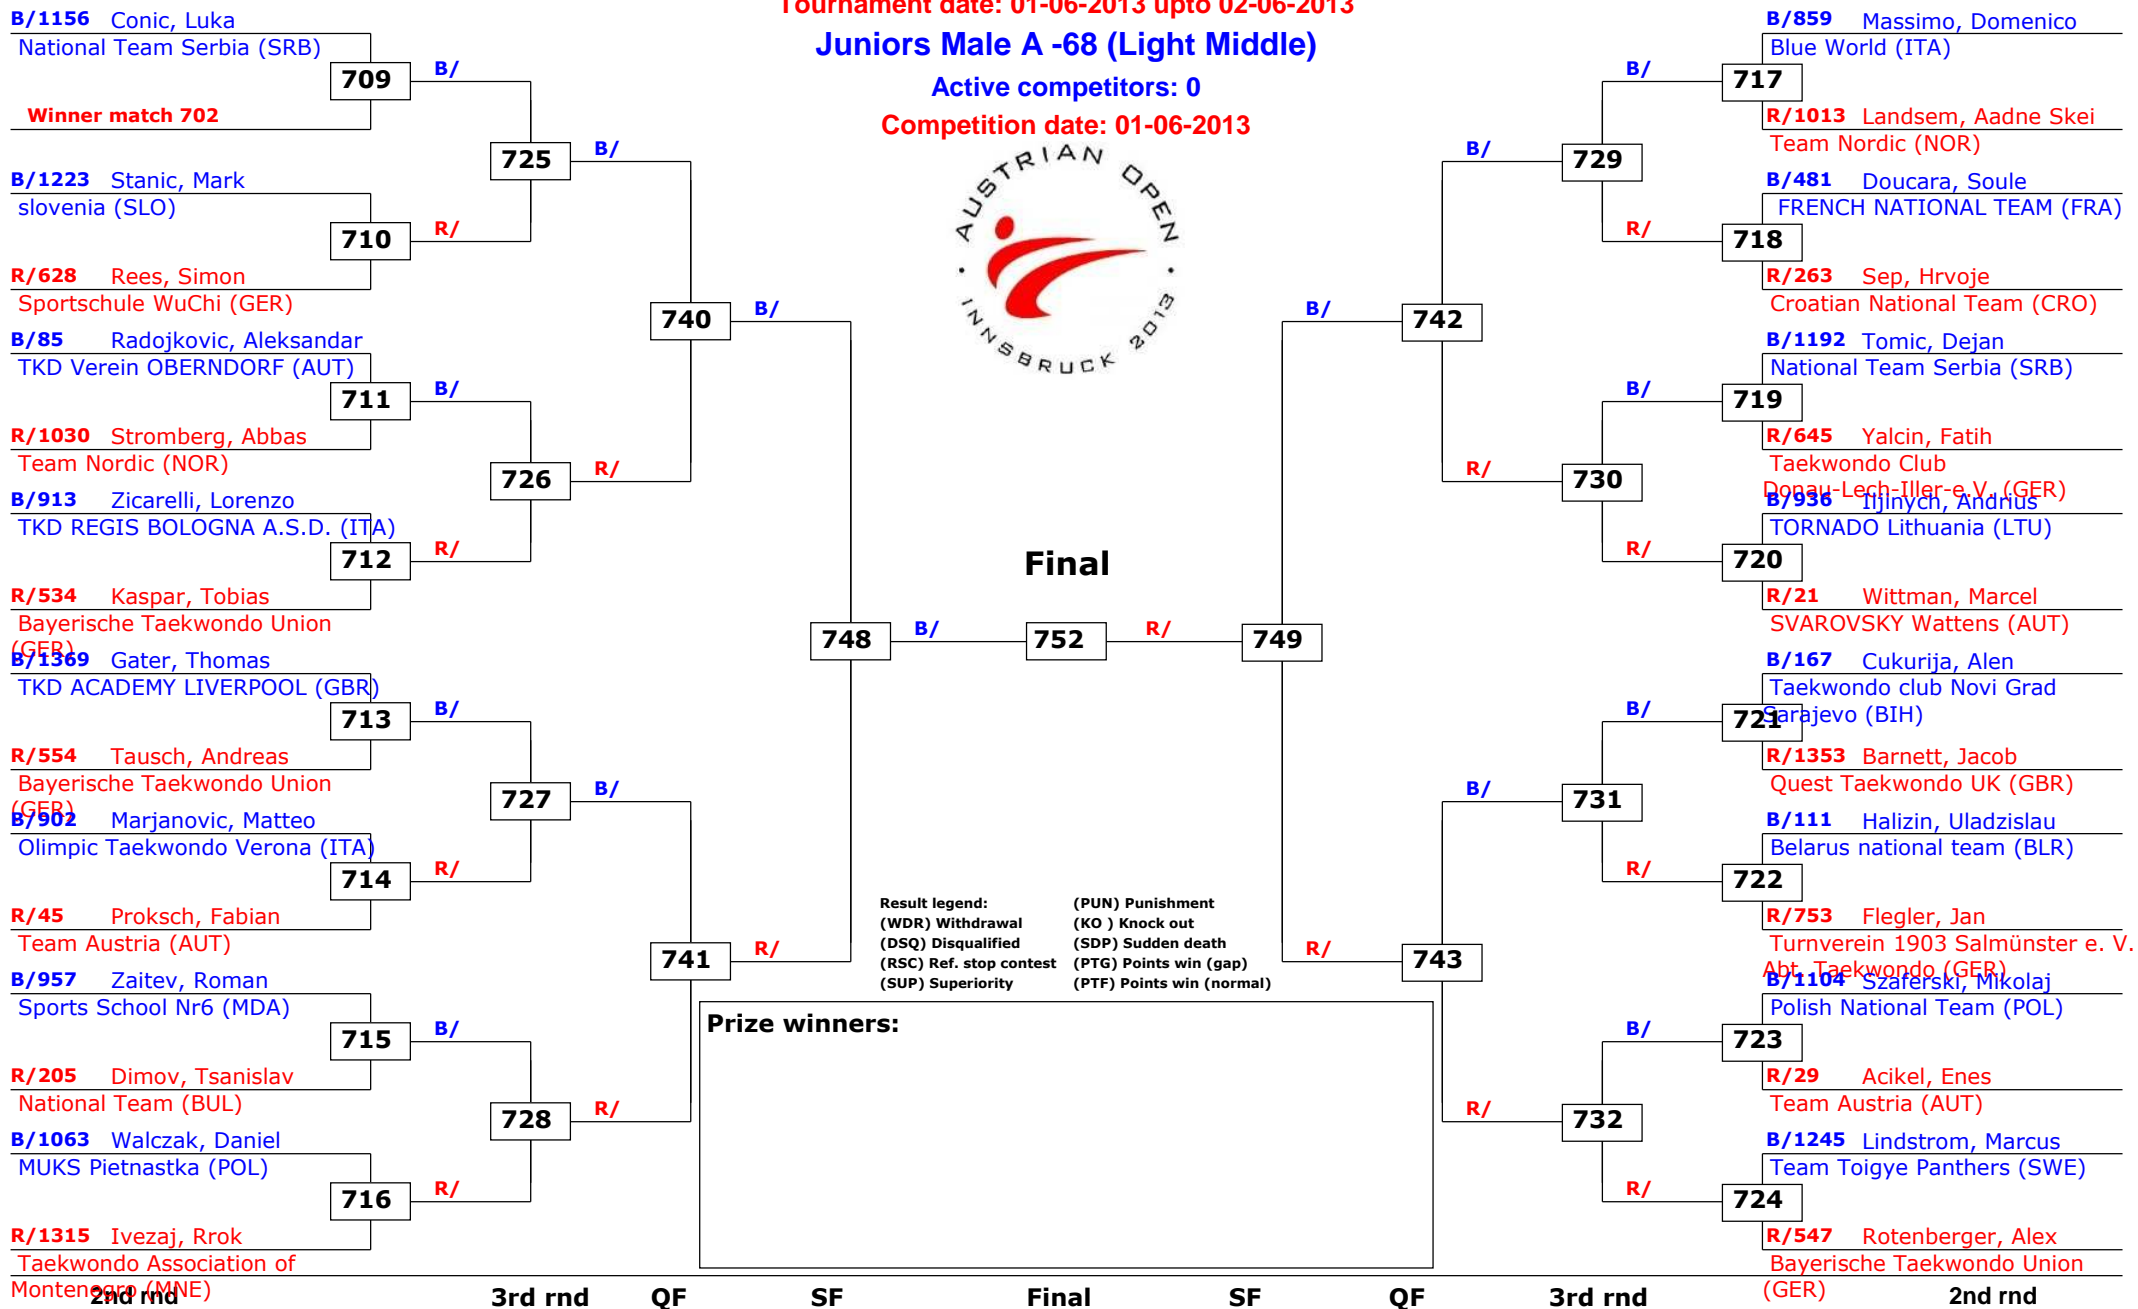 Tournament date: 01-06-2013 upto 02-06-2013
Juniors Male A -68 (Light Middle)
Active competitors: 0
Competition date: 01-06-2013
AUSTRIAN OPEN
· INNSBRUCK 2013 ·
B/1156 Conic, Luka
National Team Serbia (SRB)
709
B/
Winner match 702
725
B/
B/1223 Stanic, Mark
slovenia (SLO)
710
R/
R/628 Rees, Simon
Sportschule WuChi (GER)
740
B/
B/85 Radojkovic, Aleksandar
TKD Verein OBERNDORF (AUT)
711
B/
R/1030 Stromberg, Abbas
Team Nordic (NOR)
726
R/
B/913 Zicarelli, Lorenzo
TKD REGIS BOLOGNA A.S.D. (ITA)
712
R/
R/534 Kaspar, Tobias
Bayerische Taekwondo Union
(GER)
748
B/
B/1369 Gater, Thomas
TKD ACADEMY LIVERPOOL (GBR)
713
B/
R/554 Tausch, Andreas
Bayerische Taekwondo Union
(GER)
727
B/
B/902 Marjanovic, Matteo
Olimpic Taekwondo Verona (ITA)
714
R/
R/45 Proksch, Fabian
Team Austria (AUT)
741
R/
B/957 Zaitev, Roman
Sports School Nr6 (MDA)
715
B/
R/205 Dimov, Tsanislav
National Team (BUL)
728
R/
B/1063 Walczak, Daniel
MUKS Pietnastka (POL)
716
R/
R/1315 Ivezaj, Rrok
Taekwondo Association of
Montenegro (MNE)
Final
752
R/
749
Result legend:
(WDR) Withdrawal
(DSQ) Disqualified
(RSC) Ref. stop contest
(SUP) Superiority
(PUN) Punishment
(KO ) Knock out
(SDP) Sudden death
(PTG) Points win (gap)
(PTF) Points win (normal)
Prize winners:
B/859 Massimo, Domenico
Blue World (ITA)
B/
717
R/1013 Landsem, Aadne Skei
Team Nordic (NOR)
B/
729
B/481 Doucara, Soule
FRENCH NATIONAL TEAM (FRA)
R/
718
R/263 Sep, Hrvoje
Croatian National Team (CRO)
B/
742
B/1192 Tomic, Dejan
National Team Serbia (SRB)
B/
719
R/645 Yalcin, Fatih
Taekwondo Club
Donau-Lech-Iller-e.V. (GER)
R/
730
B/936 Iljinych, Andrius
TORNADO Lithuania (LTU)
R/
720
R/21 Wittman, Marcel
SVAROVSKY Wattens (AUT)
B/167 Cukurija, Alen
Taekwondo club Novi Grad
Sarajevo (BIH)
B/
721
R/1353 Barnett, Jacob
Quest Taekwondo UK (GBR)
B/
731
B/111 Halizin, Uladzislau
Belarus national team (BLR)
R/
722
R/753 Flegler, Jan
Turnverein 1903 Salmünster e. V.
Abt. Taekwondo (GER)
R/
743
B/1104 Szaferski, Mikolaj
Polish National Team (POL)
B/
723
R/29 Acikel, Enes
Team Austria (AUT)
R/
732
B/1245 Lindstrom, Marcus
Team Toigye Panthers (SWE)
R/
724
R/547 Rotenberger, Alex
Bayerische Taekwondo Union
(GER)
2nd rnd 3rd rnd QF SF Final SF QF 3rd rnd 2nd rnd